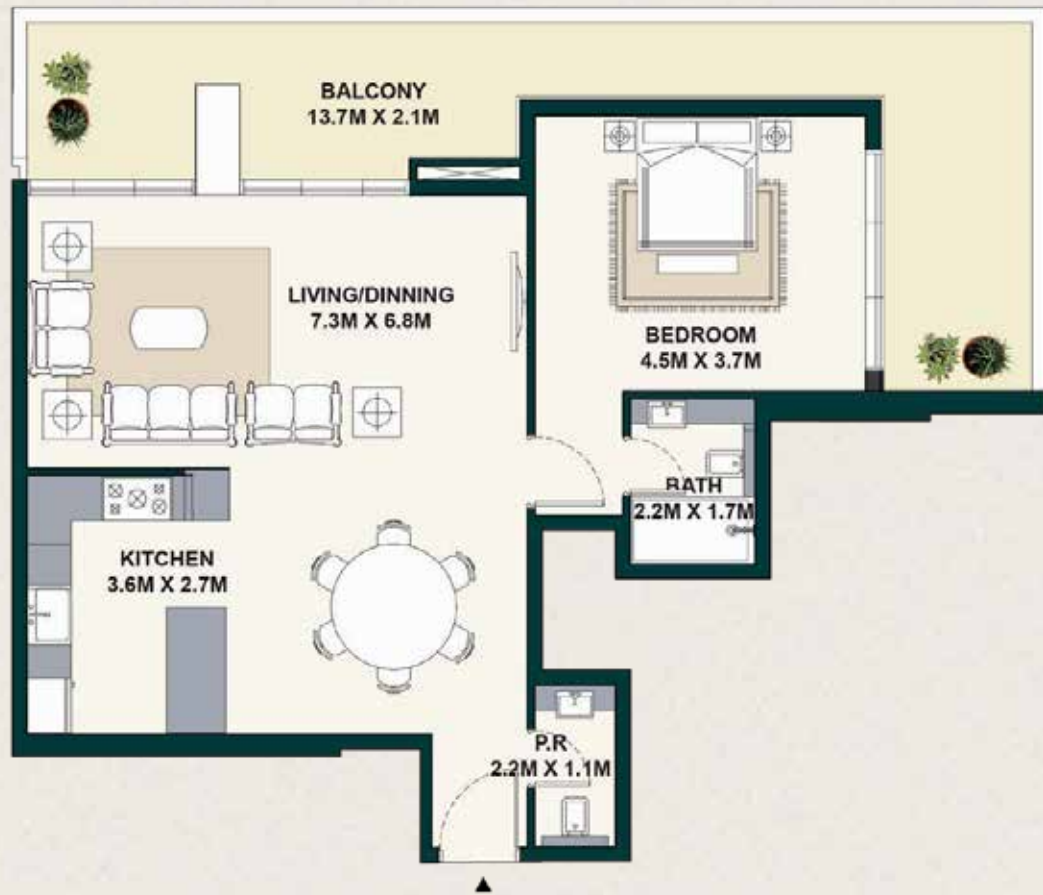 BALCONY
13.7M X 2.1M
LIVING/DINNING
7.3M X 6.8M
BEDROOM
4.5M X 3.7M
BATH
2.2M X 1.7M
KITCHEN
3.6M X 2.7M
P.R
2.2M X 1.1M